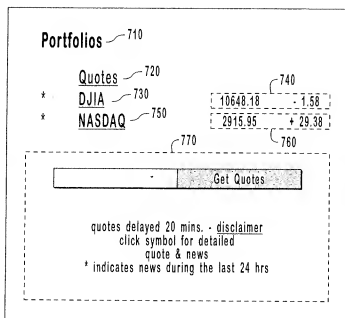 Portfolios 710
Quotes 720
740
* DJIA 730 10648.18 - 1.58
* NASDAQ 750 2915.95 + 29.38
770 760
- Get Quotes
quotes delayed 20 mins. - disclaimer
click symbol for detailed
quote & news
* indicates news during the last 24 hrs